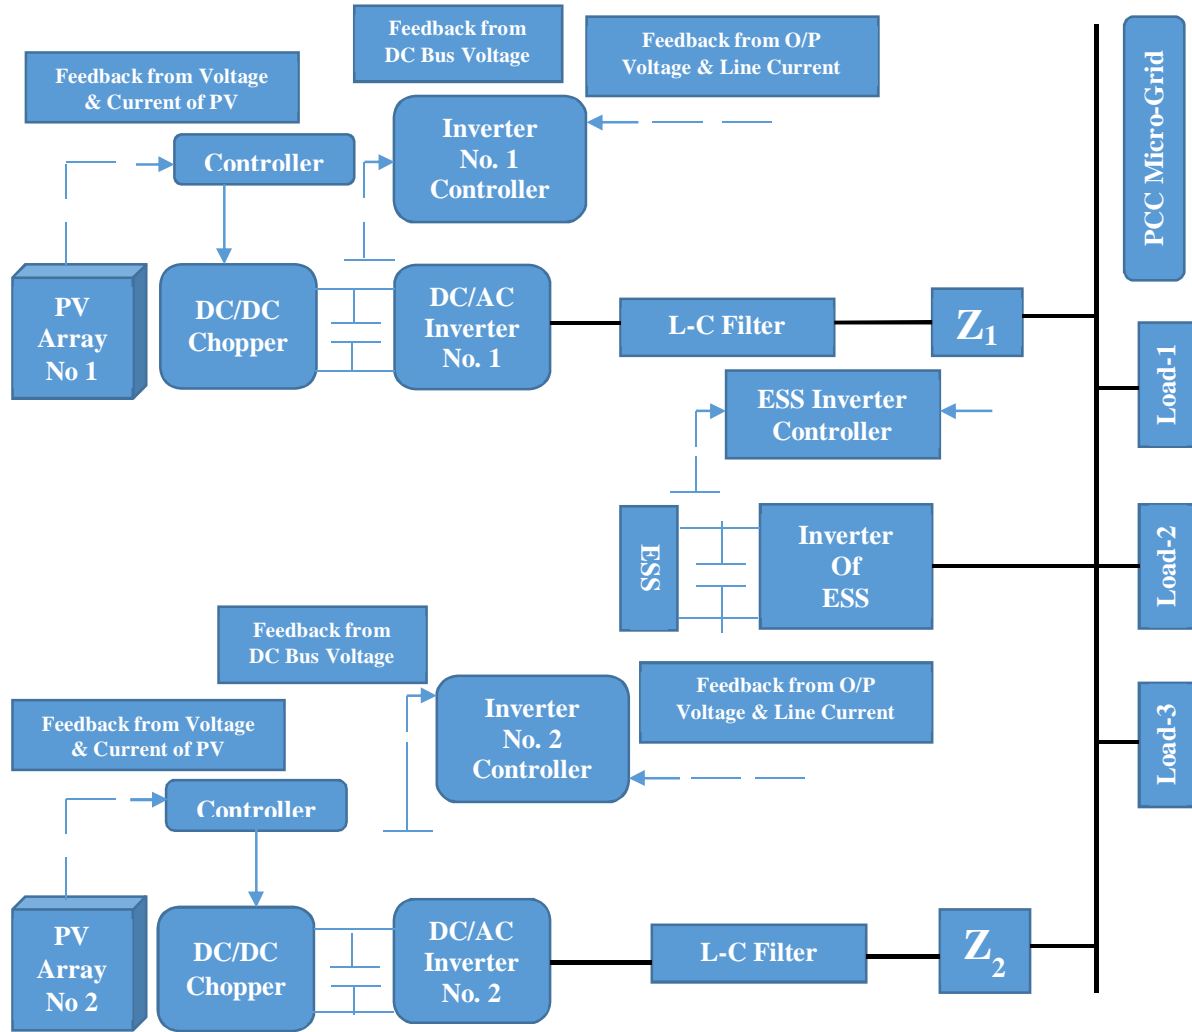 Feedback from
DC Bus Voltage
Feedback from O/P
Voltage & Line Current
Feedback from Voltage
& Current of PV
Inverter
No. 1
Controller
Controller
PCC Micro-Grid
PV
Array
No 1
DC/DC
Chopper
DC/AC
Inverter
No. 1
L-C Filter
Z1
Load-1
ESS Inverter
Controller
ESS
Inverter
Of
ESS
Load-2
Feedback from
DC Bus Voltage
Feedback from O/P
Voltage & Line Current
Feedback from Voltage
& Current of PV
Inverter
No. 2
Controller
Load-3
Controller
PV
Array
No 2
DC/DC
Chopper
DC/AC
Inverter
No. 2
L-C Filter
Z2